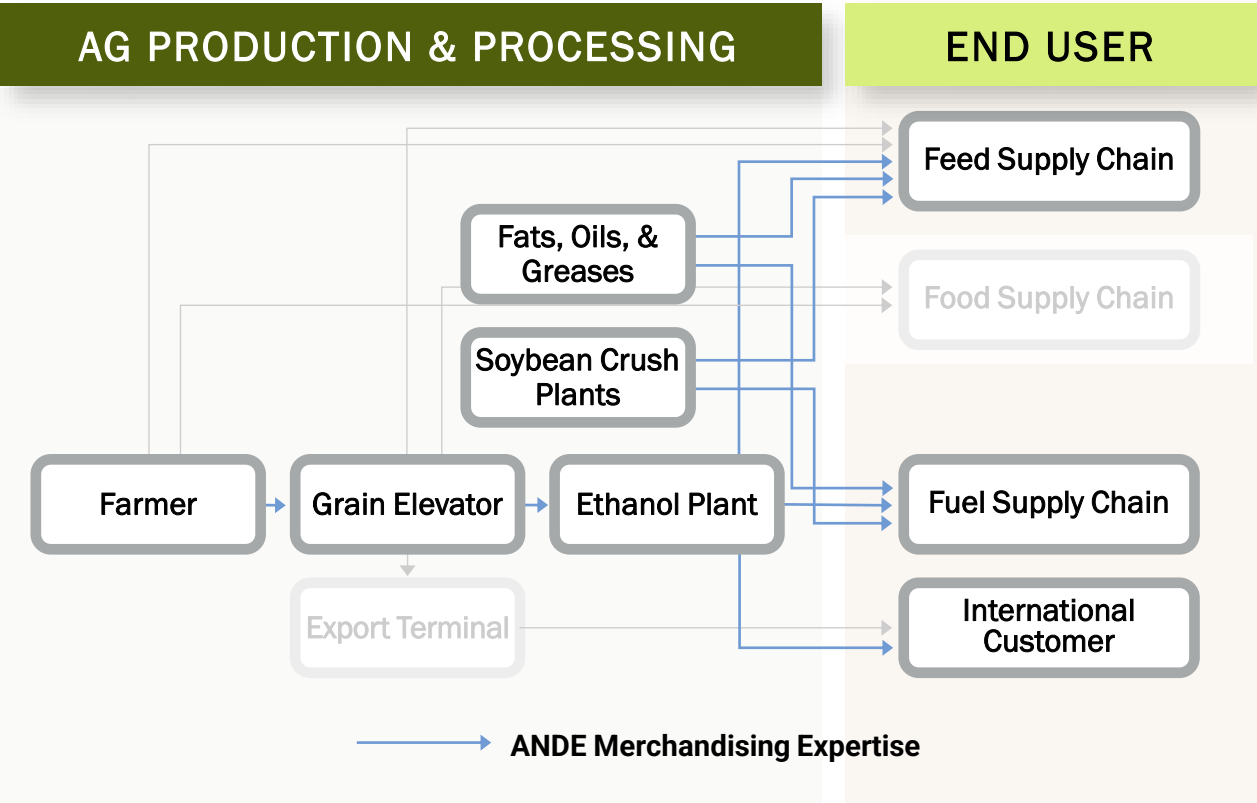 AG PRODUCTION & PROCESSING
END USER
Feed Supply Chain
Fats, Oils, &
Greases
Food Supply Chain
Soybean Crush
Plants
Farmer
Grain Elevator
Ethanol Plant
Fuel Supply Chain
Export Terminal
International
Customer
ANDE Merchandising Expertise